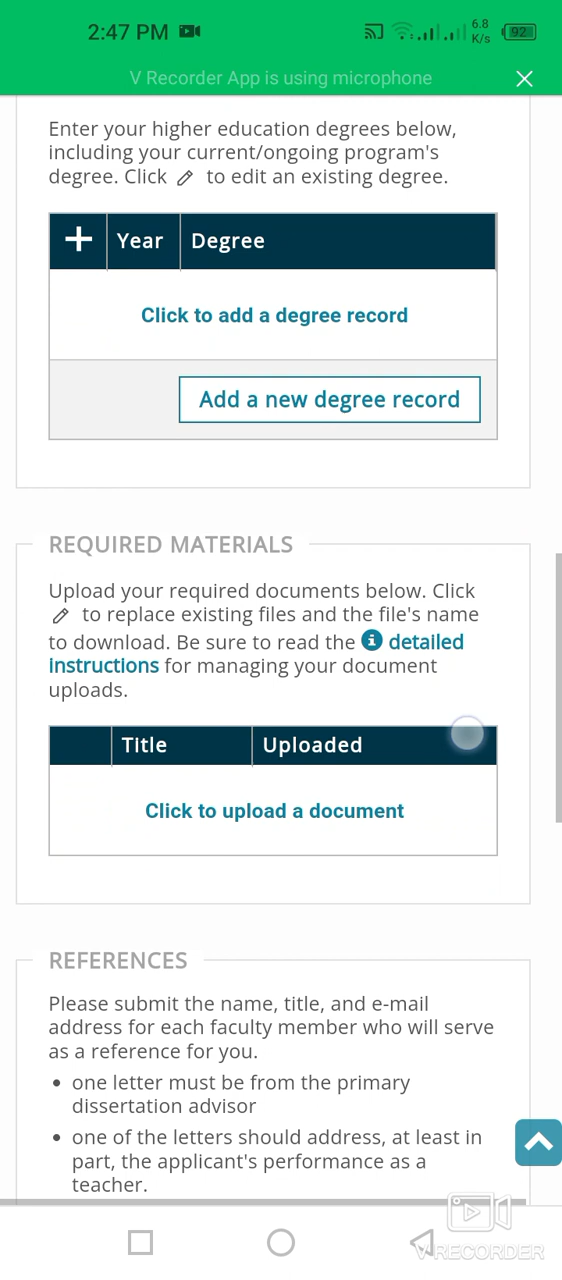 2:47 PM
6.8
K/s
92
V Recorder App is using microphone
Enter your higher education degrees below,
including your current/ongoing program's
degree. Click to edit an existing degree.
Year Degree
Click to add a degree record
Add a new degree record
REQUIRED MATERIALS
Upload your required documents below. Click
to replace existing files and the file's name
to download. Be sure to read the detailed
instructions for managing your document
uploads.
Title Uploaded
Click to upload a document
REFERENCES
Please submit the name, title, and e-mail
address for each faculty member who will serve
as a reference for you.
• one letter must be from the primary
dissertation advisor
• one of the letters should address, at least in
part, the applicant's performance as a
teacher.
VRECORDER